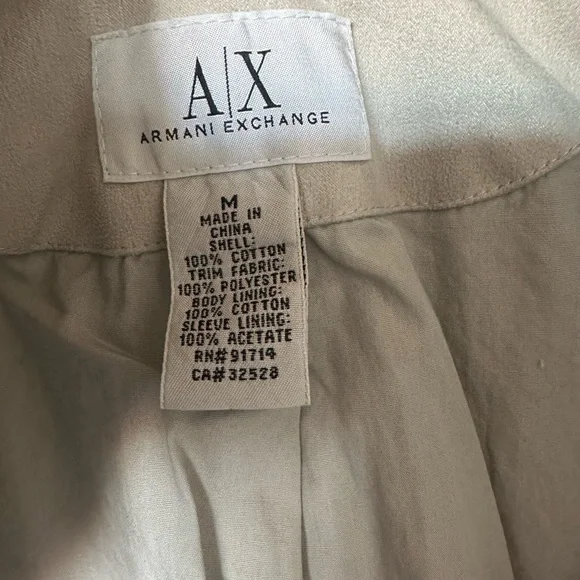 A|X
ARMANI EXCHANGE
M
MADE IN
CHINA
SHELL:
100% COTTON
TRIM FABRIC:
100% POLYESTER
BODY LINING:
100% COTTON
SLEEVE LINING:
100% ACETATE
RN#91714
CA#32528